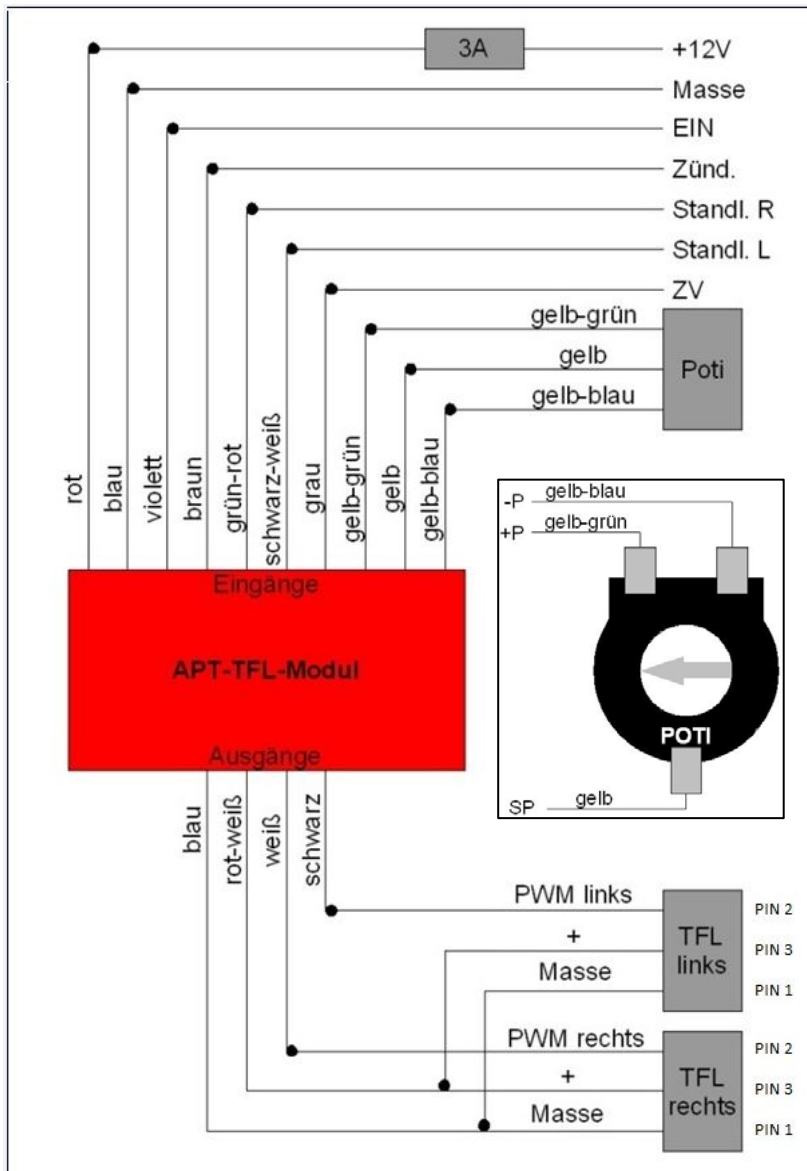 3A
+12V
Masse
EIN
Zünd.
Standl. R
Standl. L
ZV
gelb-grün
gelb
gelb-blau
Poti
rot
blau
violett
braun
grün-rot
schwarz-weiß
grau
gelb-grün
gelb
gelb-blau
Eingänge
APT-TFL-Modul
Ausgänge
-P gelb-blau
+P gelb-grün
POTI
SP gelb
blau
rot-weiß
weiß
schwarz
PWM links
+
Masse
TFL
links
PIN 2
PIN 3
PIN 1
PWM rechts
+
Masse
TFL
rechts
PIN 2
PIN 3
PIN 1